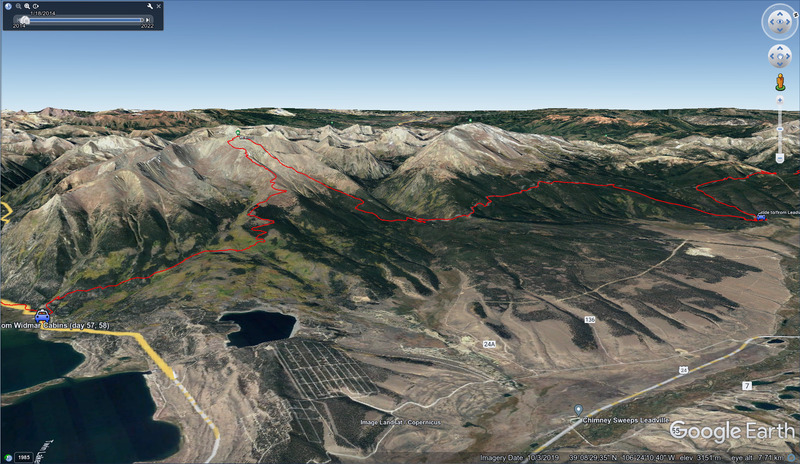 1/18/2014
2014
2022
N
ride to/from Leadv
om Widmar Cabins (day 57, 58)
24A
136
24
7
Chimney Sweeps Leadville
Image Landsat / Copernicus
55
Google Earth
1985
Imagery Date: 10/3/2019 39°08'29.35" N 106°24'10.40" W elev 3151 m eye alt 7.71 km